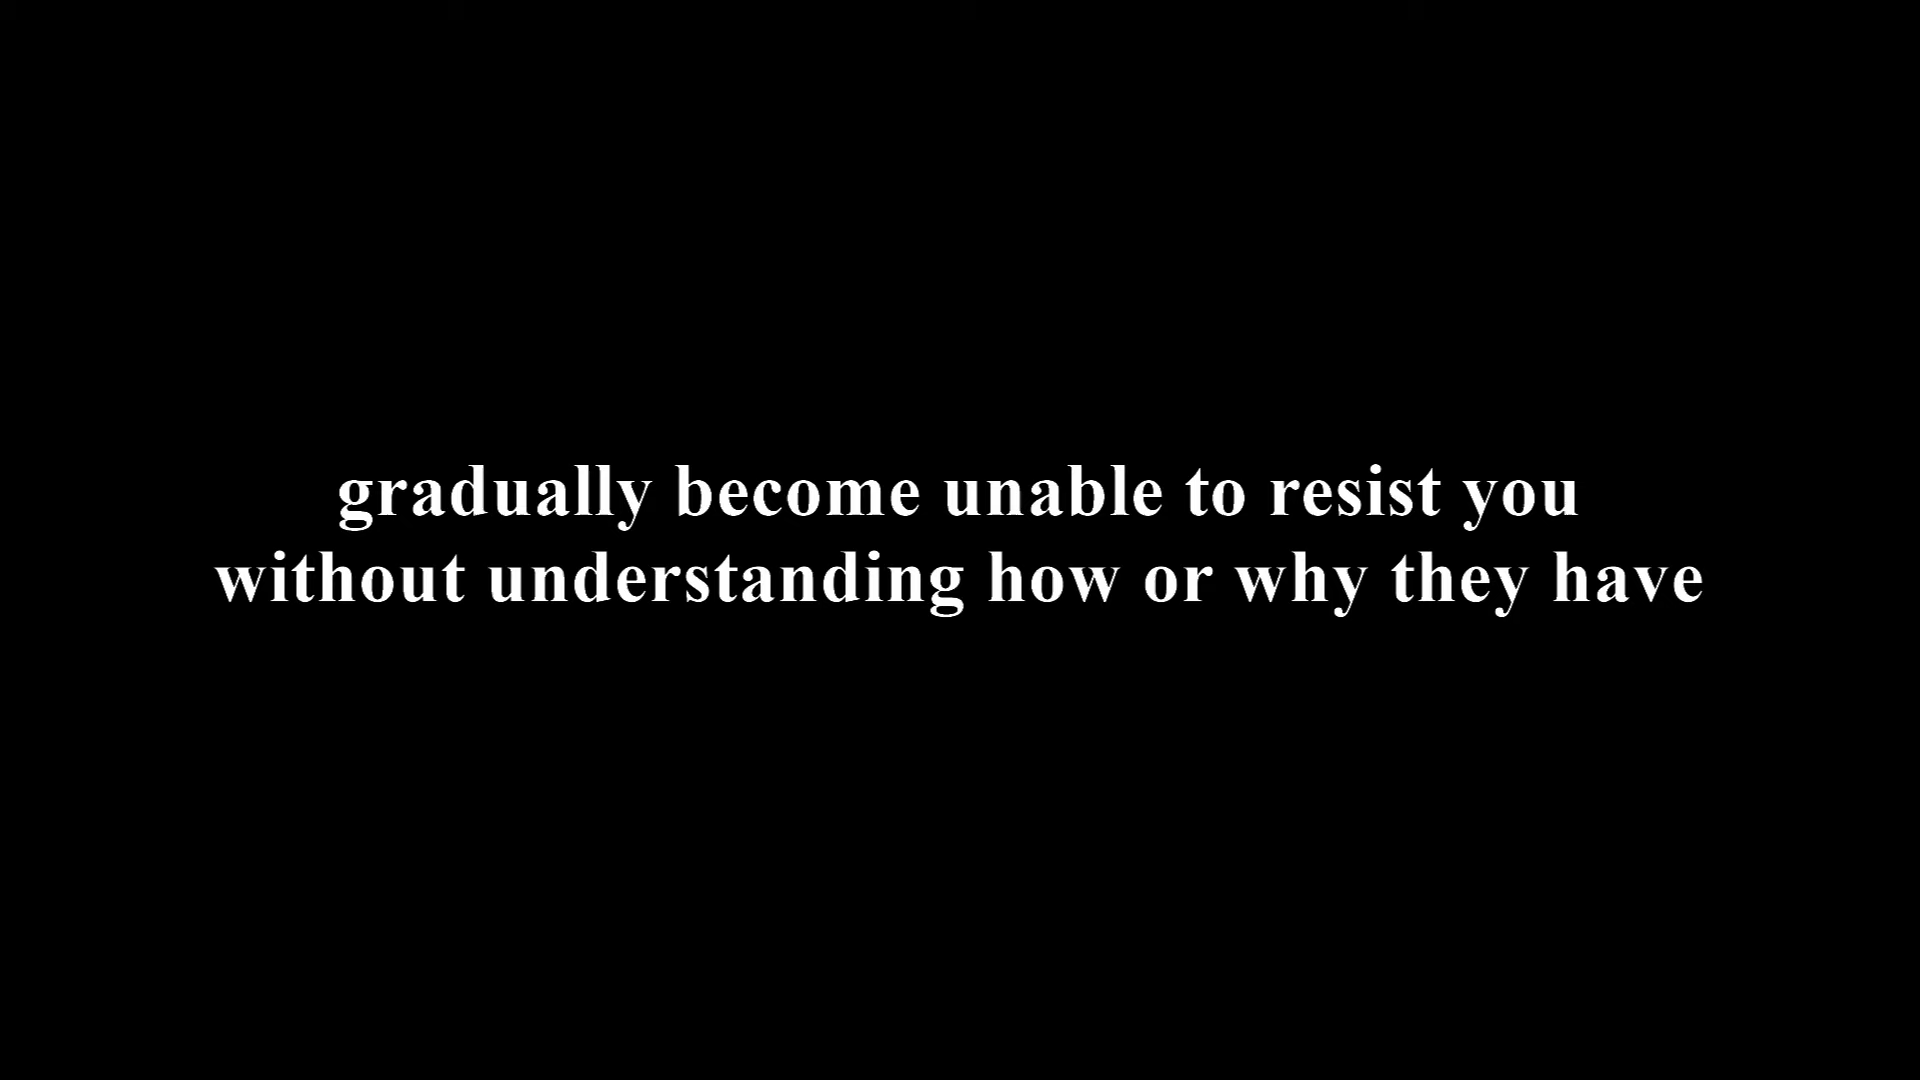 gradually become unable to resist you
without understanding how or why they have